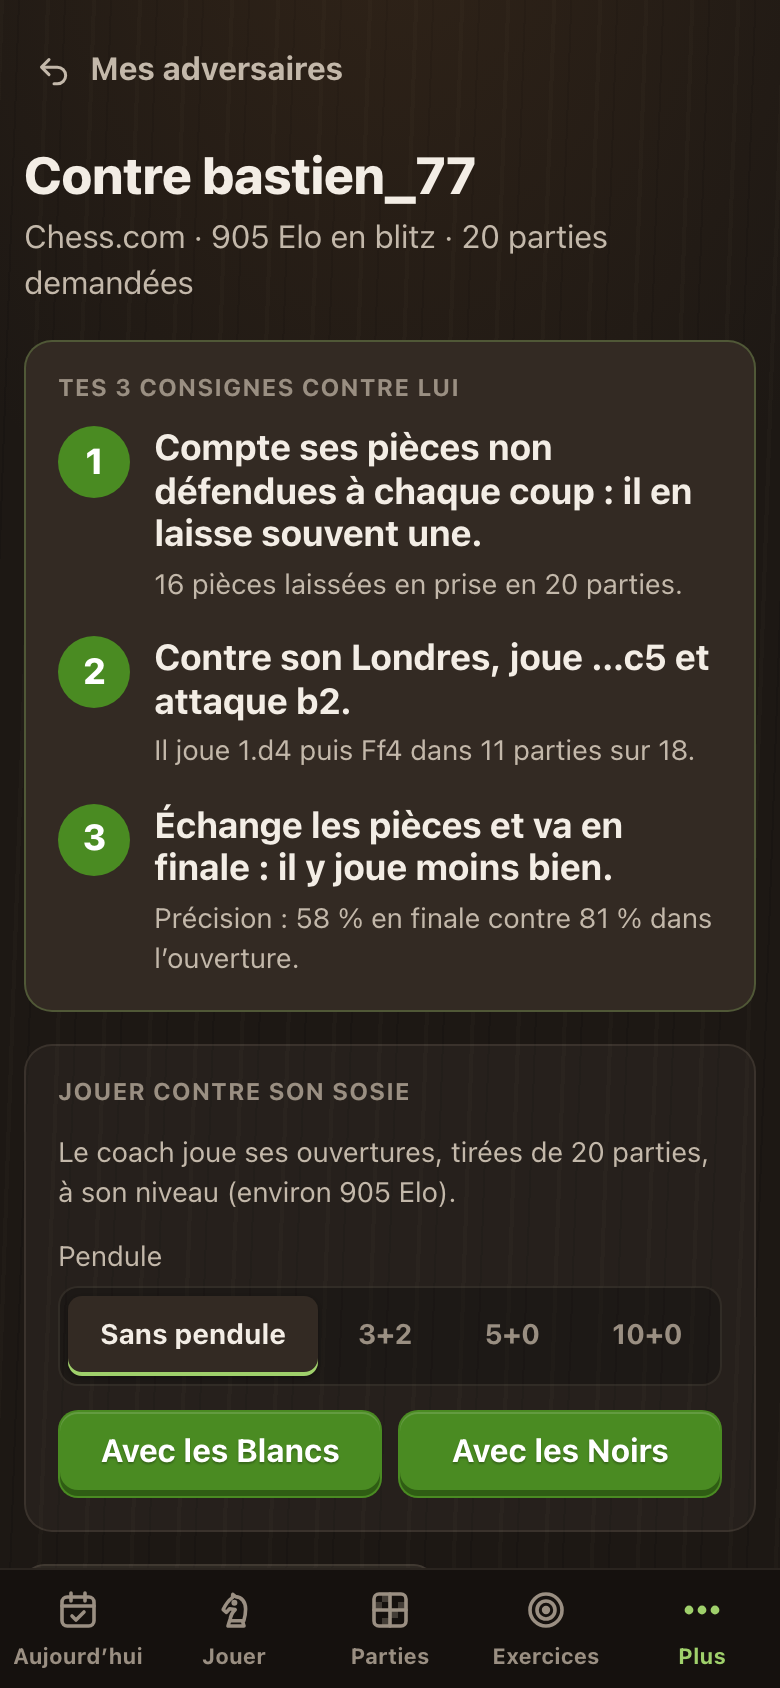 Mes adversaires
Contre bastien_77
Chess.com · 905 Elo en blitz · 20 parties
demandées
TES 3 CONSIGNES CONTRE LUI
1
Compte ses pièces non
défendues à chaque coup : il en
laisse souvent une.
16 pièces laissées en prise en 20 parties.
2
Contre son Londres, joue …c5 et
attaque b2.
Il joue 1.d4 puis Ff4 dans 11 parties sur 18.
3
Échange les pièces et va en
finale : il y joue moins bien.
Précision : 58 % en finale contre 81 % dans
l’ouverture.
JOUER CONTRE SON SOSIE
Le coach joue ses ouvertures, tirées de 20 parties,
à son niveau (environ 905 Elo).
Pendule
Sans pendule 3+2 5+0 10+0
Avec les Blancs Avec les Noirs
Aujourd’hui Jouer Parties Exercices Plus